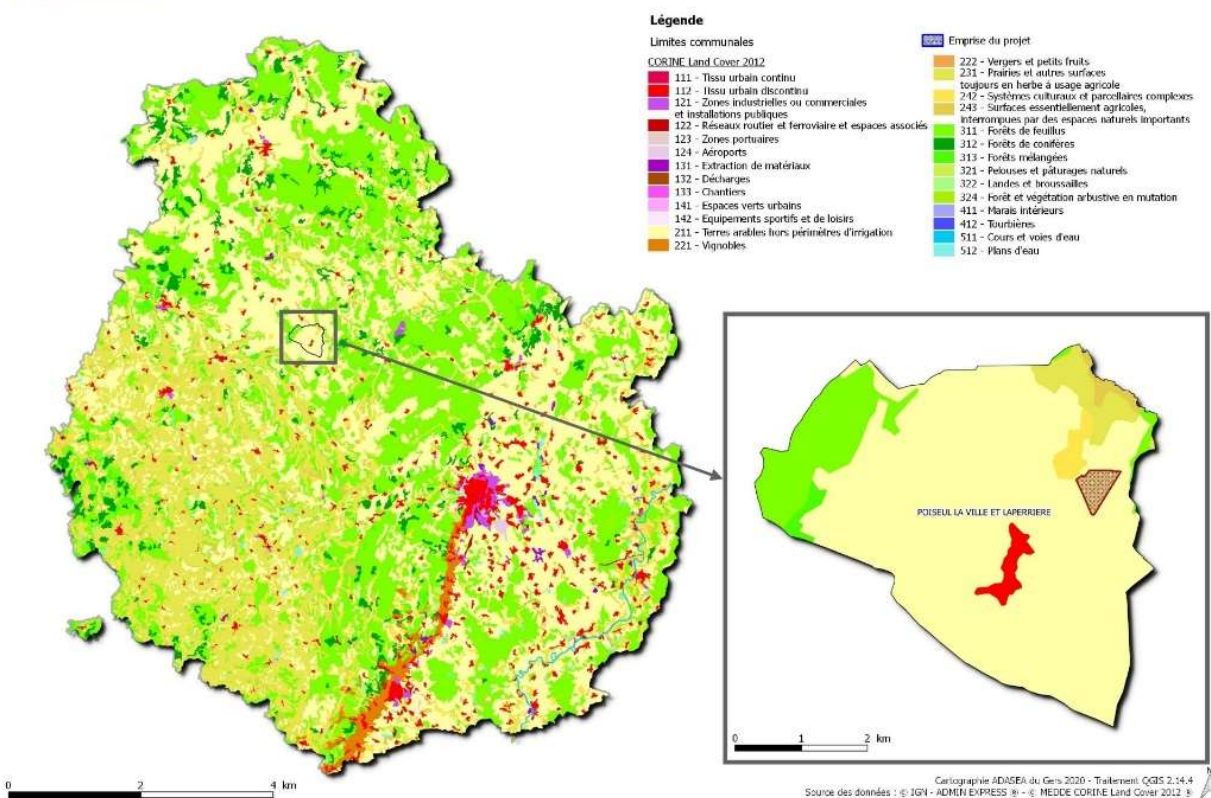 Légende
Limites communales
CORINE Land Cover 2012
111 - Tissu urbain continu
112 - Tissu urbain discontinu
121 - Zones industrielles ou commerciales
et installations publiques
122 - Réseaux routier et ferroviaire et espaces associés
123 - Zones portuaires
124 - Aéroports
131 - Extraction de matériaux
132 - Décharges
133 - Chantiers
141 - Espaces verts urbains
142 - Equipements sportifs et de loisirs
211 - Terres arables hors périmètres d'irrigation
221 - Vignobles
Emprise du projet
222 - Vergers et petits fruits
231 - Prairies et autres surfaces
toujours en herbe à usage agricole
242 - Systèmes culturaux et parcellaires complexes
243 - Surfaces essentiellement agricoles,
interrompues par des espaces naturels importants
311 - Forêts de feuillus
312 - Forêts de conifères
313 - Forêts mélangées
321 - Pelouses et pâturages naturels
322 - Landes et broussailles
324 - Forêt et végétation arbustive en mutation
411 - Marais intérieurs
412 - Tourbières
511 - Cours et voies d'eau
512 - Plans d'eau
POISEUL LA VILLE ET LAPERRIERE
0 1 2 km
0 2 4 km
Cartographie ADASEA du Gers 2020 - Traitement QGIS 2.14.4
Source des données : © IGN - ADMIN EXPRESS ® - © MEDDE CORINE Land Cover 2012 ®